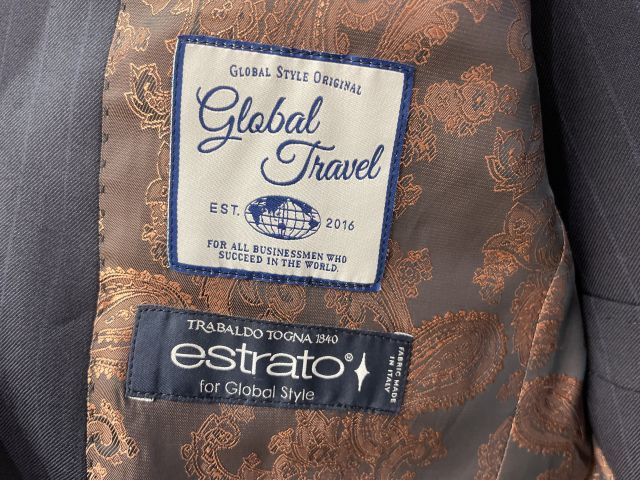 GLOBAL STYLE ORIGINAL
Global
Travel
EST. 2016
FOR ALL BUSINESSMEN WHO
SUCCEED IN THE WORLD.
TRABALDO TOGNA 1840
estrato®
for Global Style
FABRIC MADE
IN ITALY